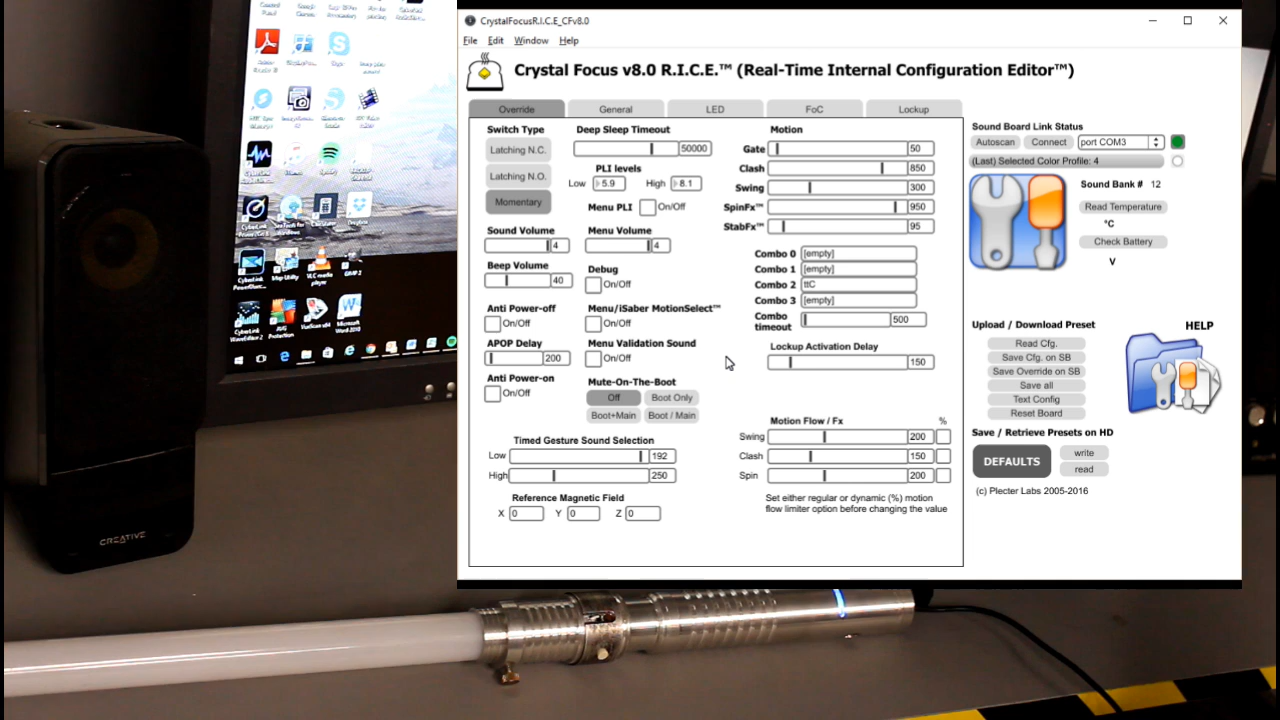 CrystalFocusR.I.C.E_CFv8.0
File Edit Window Help
Crystal Focus v8.0 R.I.C.E.™ (Real-Time Internal Configuration Editor™)
Override General LED FoC Lockup
Switch Type
Latching N.C.
Latching N.O.
Momentary
Deep Sleep Timeout
50000
PLI levels
Low 5.9 High 8.1
Menu PLI On/Off
Sound Volume
4
Menu Volume
4
Beep Volume
40
Debug
On/Off
Anti Power-off
On/Off
Menu/iSaber MotionSelect™
On/Off
APOP Delay
200
Menu Validation Sound
On/Off
Anti Power-on
On/Off
Mute-On-The-Boot
Off Boot Only
Boot+Main Boot / Main
Timed Gesture Sound Selection
Low 192
High 250
Reference Magnetic Field
X 0 Y 0 Z 0
Motion
Gate 50
Clash 850
Swing 300
SpinFx™ 950
StabFx™ 95
Combo 0 [empty]
Combo 1 [empty]
Combo 2 ttC
Combo 3 [empty]
Combo
timeout
500
Lockup Activation Delay
150
Motion Flow / Fx %
Swing 200
Clash 150
Spin 200
Set either regular or dynamic (%) motion
flow limiter option before changing the value
Sound Board Link Status
Autoscan Connect port COM3
(Last) Selected Color Profile: 4
Sound Bank # 12
Read Temperature
°C
Check Battery
V
Upload / Download Preset
Read Cfg.
Save Cfg. on SB
Save Override on SB
Save all
Text Config
Reset Board
HELP
Save / Retrieve Presets on HD
DEFAULTS
write
read
(c) Plecter Labs 2005-2016
CREATIVE